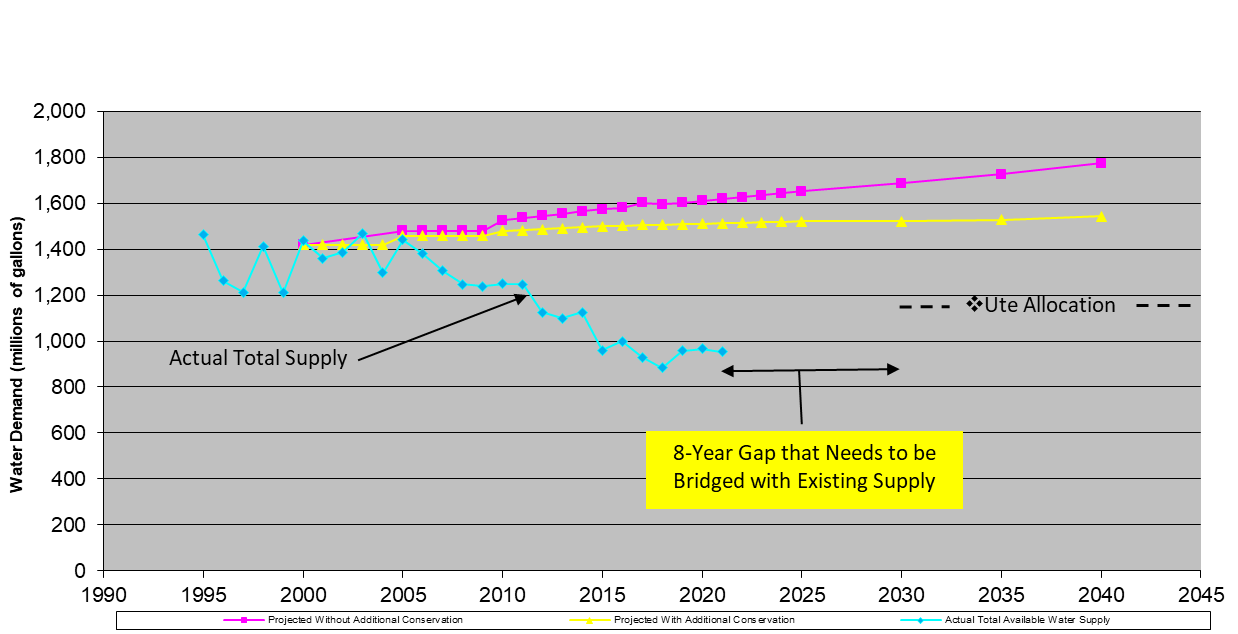 2,000
1,800
1,600
1,400
1,200
1,000
800
600
400
200
0
Water Demand (millions of gallons)
❖Ute Allocation
Actual Total Supply
8-Year Gap that Needs to be
Bridged with Existing Supply
1990 1995 2000 2005 2010 2015 2020 2025 2030 2035 2040 2045
Projected Without Additional Conservation Projected With Additional Conservation Actual Total Available Water Supply